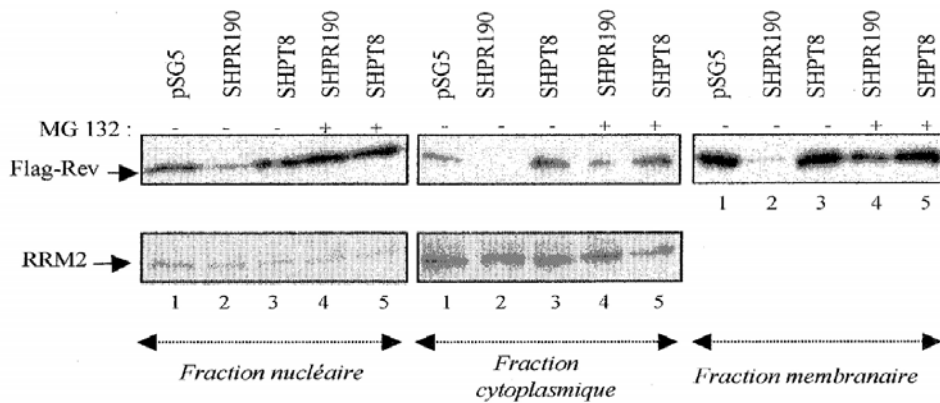 pSG5 SHPR190 SHPT8 SHPR190 SHPT8 pSG5 SHPR190 SHPT8 SHPR190 SHPT8 pSG5 SHPR190 SHPT8 SHPR190 SHPT8
MG 132 : - - - + + - - - + + - - - + +
Flag-Rev
1 2 3 4 5
RRM2
1 2 3 4 5 1 2 3 4 5
Fraction nucléaire
Fraction cytoplasmique
Fraction membranaire